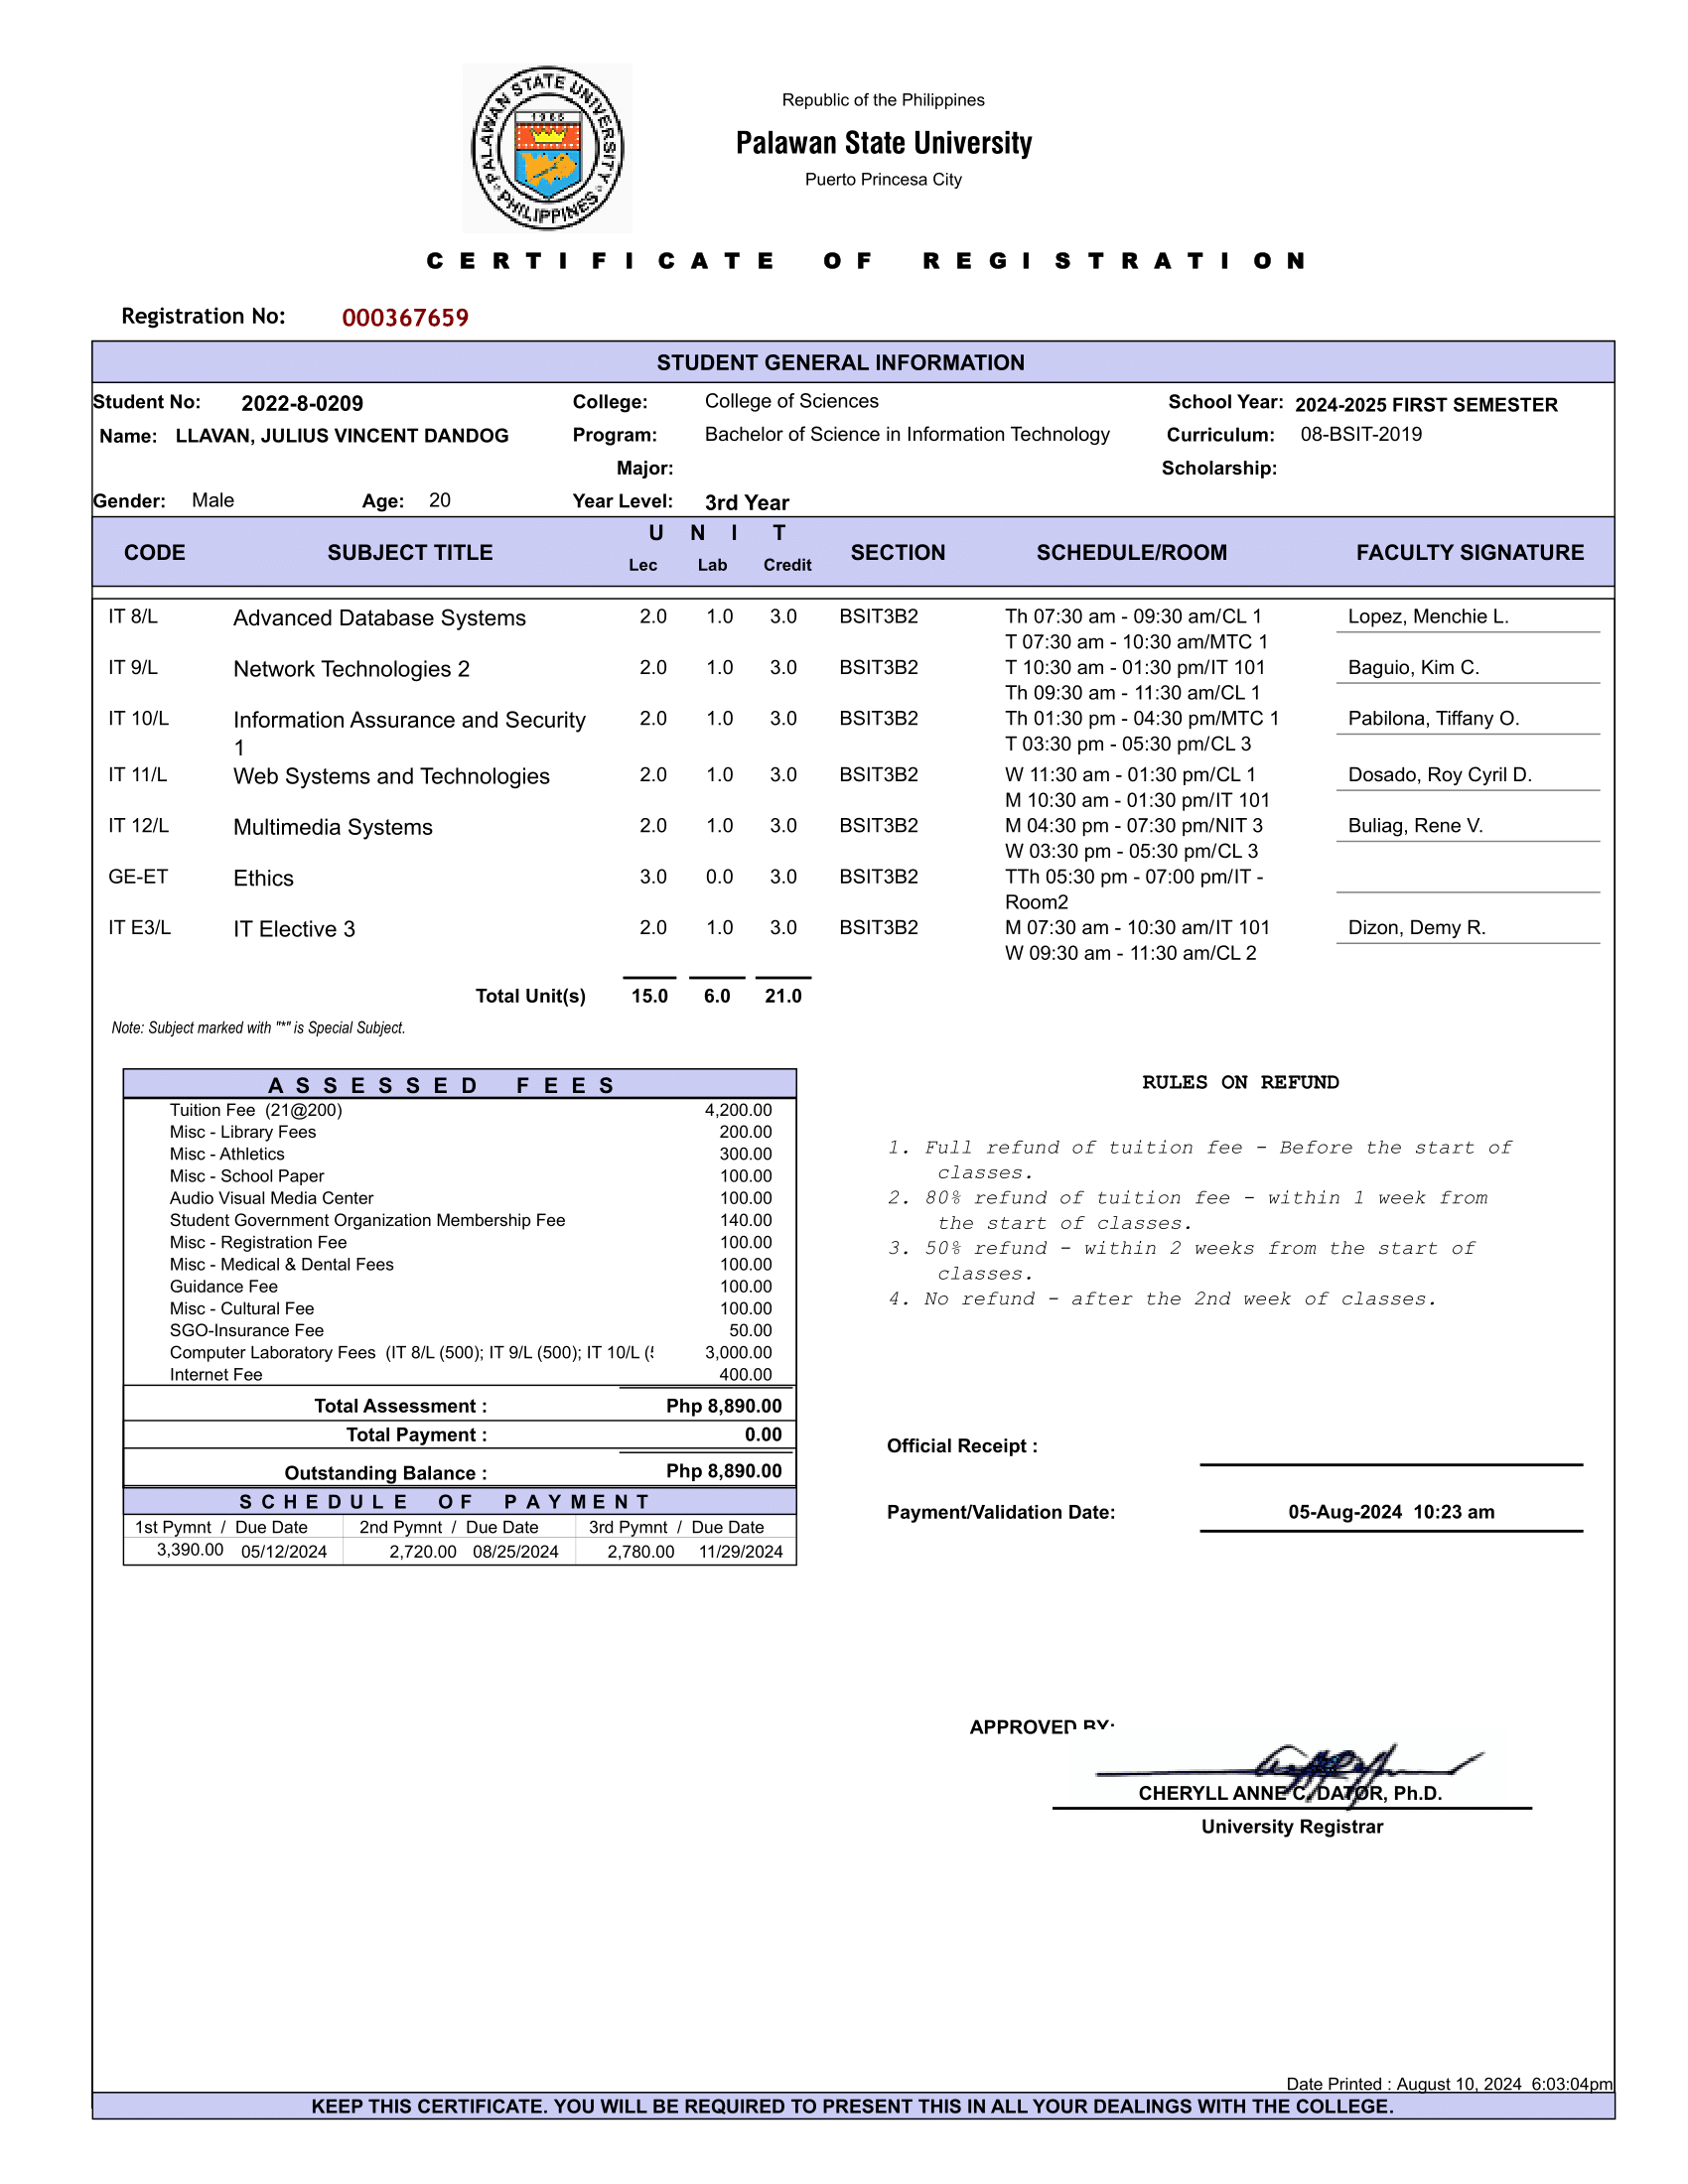 PALAWAN STATE UNIVERSITY
1965
PHILIPPINES
Republic of the Philippines
Palawan State University
Puerto Princesa City
CERTIFICATE OF REGISTRATION
Registration No: 000367659
STUDENT GENERAL INFORMATION
Student No: 2022-8-0209 College: College of Sciences School Year: 2024-2025 FIRST SEMESTER
Name: LLAVAN, JULIUS VINCENT DANDOG Program: Bachelor of Science in Information Technology Curriculum: 08-BSIT-2019
Major: Scholarship:
Gender: Male Age: 20 Year Level: 3rd Year
CODE SUBJECT TITLE UNIT SECTION SCHEDULE/ROOM FACULTY SIGNATURE
Lec Lab Credit
IT 8/L Advanced Database Systems 2.0 1.0 3.0 BSIT3B2 Th 07:30 am - 09:30 am/CL 1 Lopez, Menchie L.
T 07:30 am - 10:30 am/MTC 1
IT 9/L Network Technologies 2 2.0 1.0 3.0 BSIT3B2 T 10:30 am - 01:30 pm/IT 101 Baguio, Kim C.
Th 09:30 am - 11:30 am/CL 1
IT 10/L Information Assurance and Security 2.0 1.0 3.0 BSIT3B2 Th 01:30 pm - 04:30 pm/MTC 1 Pabilona, Tiffany O.
1 T 03:30 pm - 05:30 pm/CL 3
IT 11/L Web Systems and Technologies 2.0 1.0 3.0 BSIT3B2 W 11:30 am - 01:30 pm/CL 1 Dosado, Roy Cyril D.
M 10:30 am - 01:30 pm/IT 101
IT 12/L Multimedia Systems 2.0 1.0 3.0 BSIT3B2 M 04:30 pm - 07:30 pm/NIT 3 Buliag, Rene V.
W 03:30 pm - 05:30 pm/CL 3
GE-ET Ethics 3.0 0.0 3.0 BSIT3B2 TTh 05:30 pm - 07:00 pm/IT -
Room2
IT E3/L IT Elective 3 2.0 1.0 3.0 BSIT3B2 M 07:30 am - 10:30 am/IT 101 Dizon, Demy R.
W 09:30 am - 11:30 am/CL 2
Total Unit(s) 15.0 6.0 21.0
Note: Subject marked with "*" is Special Subject.
ASSESSED FEES
Tuition Fee (21@200) 4,200.00
Misc - Library Fees 200.00
Misc - Athletics 300.00
Misc - School Paper 100.00
Audio Visual Media Center 100.00
Student Government Organization Membership Fee 140.00
Misc - Registration Fee 100.00
Misc - Medical & Dental Fees 100.00
Guidance Fee 100.00
Misc - Cultural Fee 100.00
SGO-Insurance Fee 50.00
Computer Laboratory Fees (IT 8/L (500); IT 9/L (500); IT 10/L ( 3,000.00
Internet Fee 400.00
Total Assessment : Php 8,890.00
Total Payment : 0.00
Outstanding Balance : Php 8,890.00
SCHEDULE OF PAYMENT
1st Pymnt / Due Date 2nd Pymnt / Due Date 3rd Pymnt / Due Date
3,390.00 05/12/2024 2,720.00 08/25/2024 2,780.00 11/29/2024
RULES ON REFUND
1. Full refund of tuition fee - Before the start of
classes.
2. 80% refund of tuition fee - within 1 week from
the start of classes.
3. 50% refund - within 2 weeks from the start of
classes.
4. No refund - after the 2nd week of classes.
Official Receipt :
Payment/Validation Date: 05-Aug-2024 10:23 am
APPROVED BY:
CHERYLL ANNE C. DATOR, Ph.D.
University Registrar
Date Printed : August 10, 2024 6:03:04pm
KEEP THIS CERTIFICATE. YOU WILL BE REQUIRED TO PRESENT THIS IN ALL YOUR DEALINGS WITH THE COLLEGE.